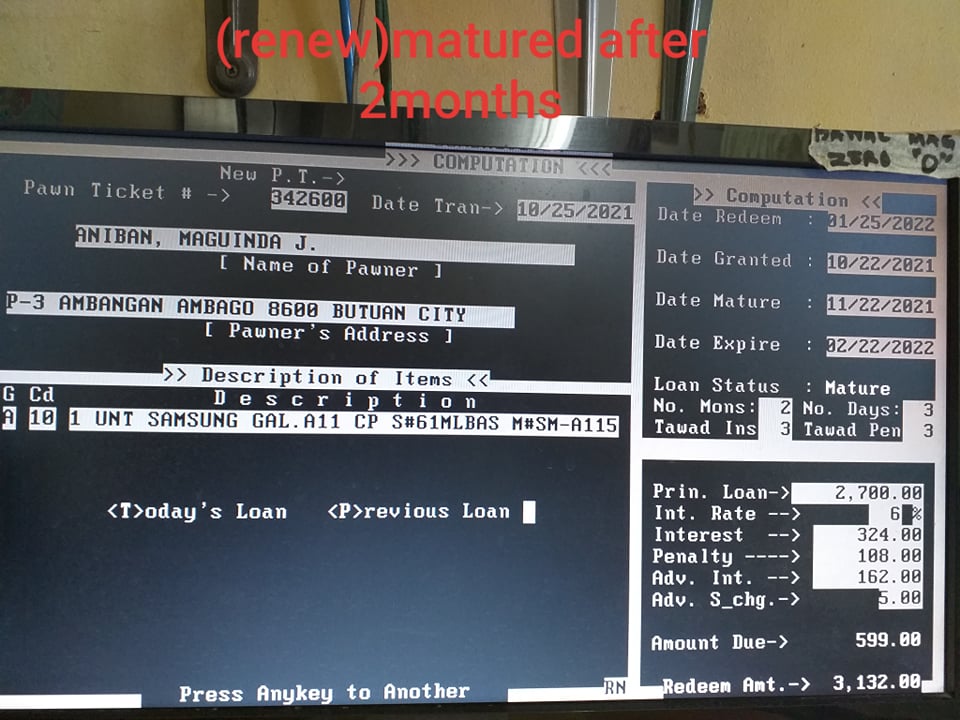 (renew)matured after
2months
DAWAL MAG
ZERO "O"
>>> COMPUTATION <<<
New P.T.->
Pawn Ticket # -> 342600 Date Tran-> 10/25/2021
ANIBAN, MAGUINDA J.
[ Name of Pawner ]
P-3 AMBANGAN AMBAGO 8600 BUTUAN CITY
[ Pawner's Address ]
>> Description of Items <<
G Cd D e s c r i p t i o n
A 10 1 UNT SAMSUNG GAL.A11 CP S#61MLBAS M#SM-A115
<T>oday's Loan <P>revious Loan
Press Anykey to Another
RN
>> Computation <<
Date Redeem : 01/25/2022
Date Granted : 10/22/2021
Date Mature : 11/22/2021
Date Expire : 02/22/2022
Loan Status : Mature
No. Mons: 2 No. Days: 3
Tawad Ins 3 Tawad Pen 3
Prin. Loan-> 2,700.00
Int. Rate --> 6 %
Interest --> 324.00
Penalty ----> 108.00
Adv. Int. --> 162.00
Adv. S_chg.-> 5.00
Amount Due-> 599.00
Redeem Amt.-> 3,132.00